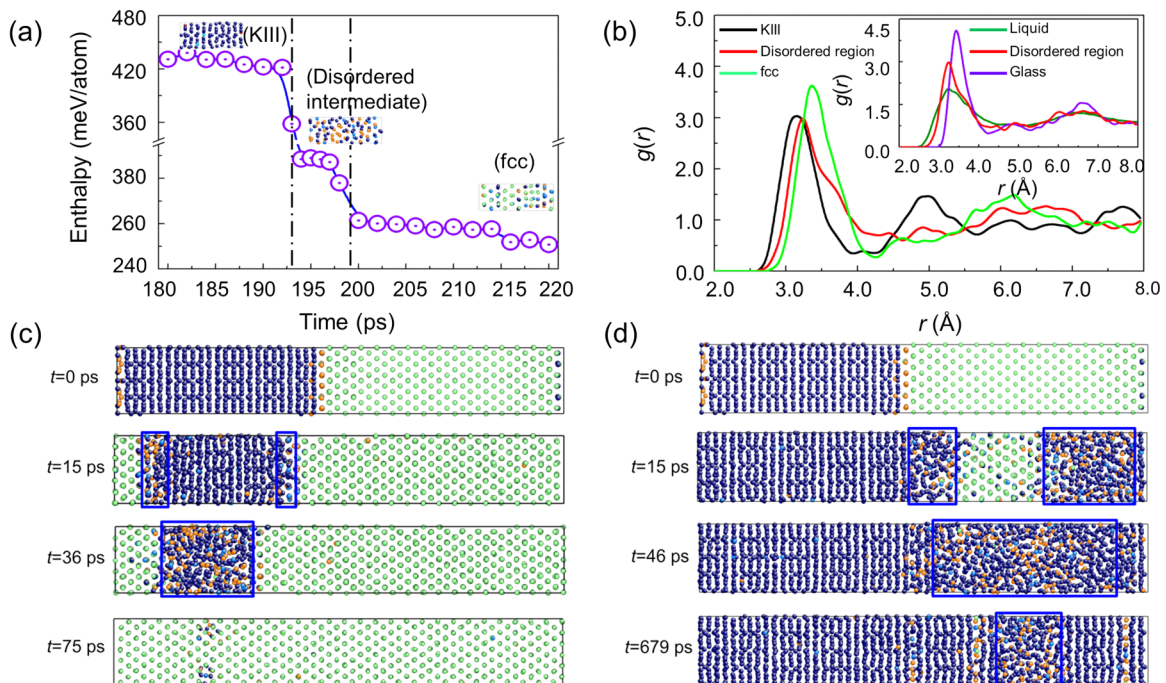 (a)
Enthalpy (meV/atom)
480
420
360
380
260
240
(KIII)
(Disordered
intermediate)
(fcc)
180 185 190 192 195 200 205 210 215 220
Time (ps)
(b)
g(r)
5.0
4.0
3.0
2.0
1.0
0.0
KIII
Disordered region
fcc
g(r)
4.5
3.0
1.5
0.0
Liquid
Disordered region
Glass
2.0 3.0 4.0 5.0 6.0 7.0 8.0
r (Å)
2.0 3.0 4.0 5.0 6.0 7.0 8.0
r (Å)
(c)
t=0 ps
t=15 ps
t=36 ps
t=75 ps
(d)
t=0 ps
t=15 ps
t=46 ps
t=679 ps